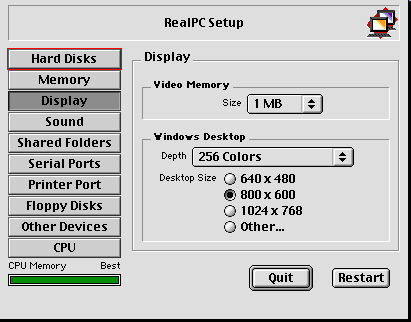 RealPC Setup
Hard Disks
Memory
Display
Sound
Shared Folders
Serial Ports
Printer Port
Floppy Disks
Other Devices
CPU
CPU Memory Best
Display
Video Memory
Size 1 MB
Windows Desktop
Depth 256 Colors
Desktop Size 640 x 480
800 x 600
1024 x 768
Other...
Quit Restart